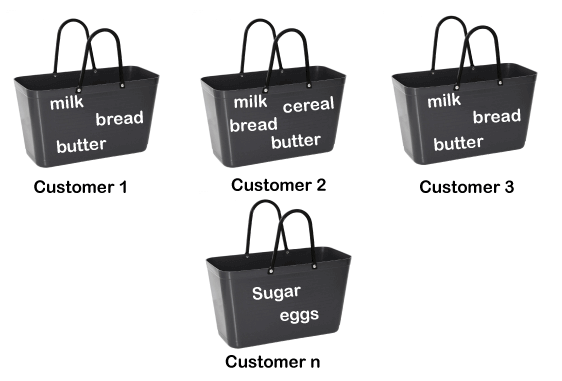 milk
bread
butter
Customer 1
milk cereal
bread
butter
Customer 2
milk
bread
butter
Customer 3
Sugar
eggs
Customer n